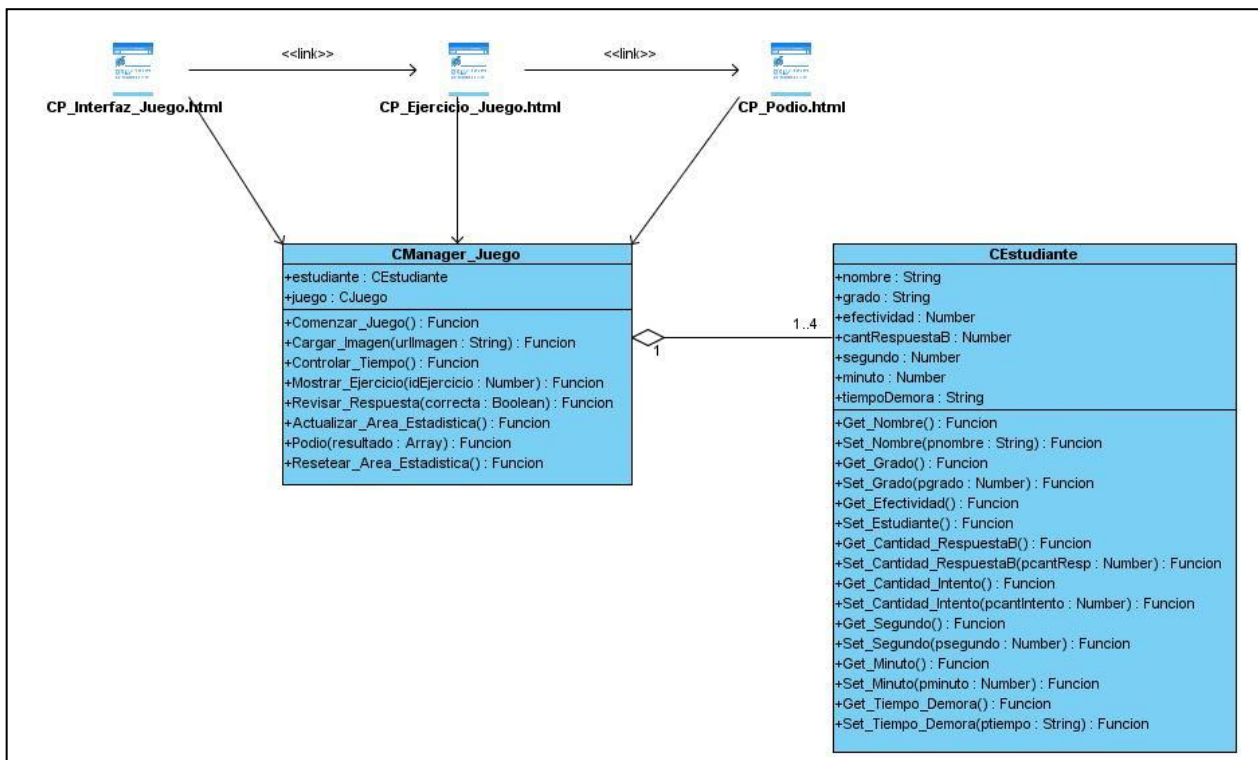 <<link>>
<<link>>
CP_Interfaz_Juego.html
CP_Ejercicio_Juego.html
CP_Podio.html
CManager_Juego
+estudiante : CEstudiante
+juego : CJuego
+Comenzar_Juego() : Funcion
+Cargar_Imagen(urlImagen : String) : Funcion
+Controlar_Tiempo() : Funcion
+Mostrar_Ejercicio(idEjercicio : Number) : Funcion
+Revisar_Respuesta(correcta : Boolean) : Funcion
+Actualizar_Area_Estadistica() : Funcion
+Podio(resultado : Array) : Funcion
+Resetear_Area_Estadistica() : Funcion
1
1..4
CEstudiante
+nombre : String
+grado : String
+efectividad : Number
+cantRespuestaB : Number
+segundo : Number
+minuto : Number
+tiempoDemora : String
+Get_Nombre() : Funcion
+Set_Nombre(pnombre : String) : Funcion
+Get_Grado() : Funcion
+Set_Grado(pgrado : Number) : Funcion
+Get_Efectividad() : Funcion
+Set_Estudiante() : Funcion
+Get_Cantidad_RespuestaB() : Funcion
+Set_Cantidad_RespuestaB(pcantResp : Number) : Funcion
+Get_Cantidad_Intento() : Funcion
+Set_Cantidad_Intento(pcantIntento : Number) : Funcion
+Get_Segundo() : Funcion
+Set_Segundo(psegundo : Number) : Funcion
+Get_Minuto() : Funcion
+Set_Minuto(pminuto : Number) : Funcion
+Get_Tiempo_Demora() : Funcion
+Set_Tiempo_Demora(ptiempo : String) : Funcion